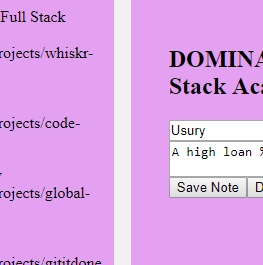 Full Stack
rojects/whiskr-
rojects/code-
rojects/global-
rojects/gititdone
DOMINA
Stack Aca
Usury
A high loan %
Save Note
D